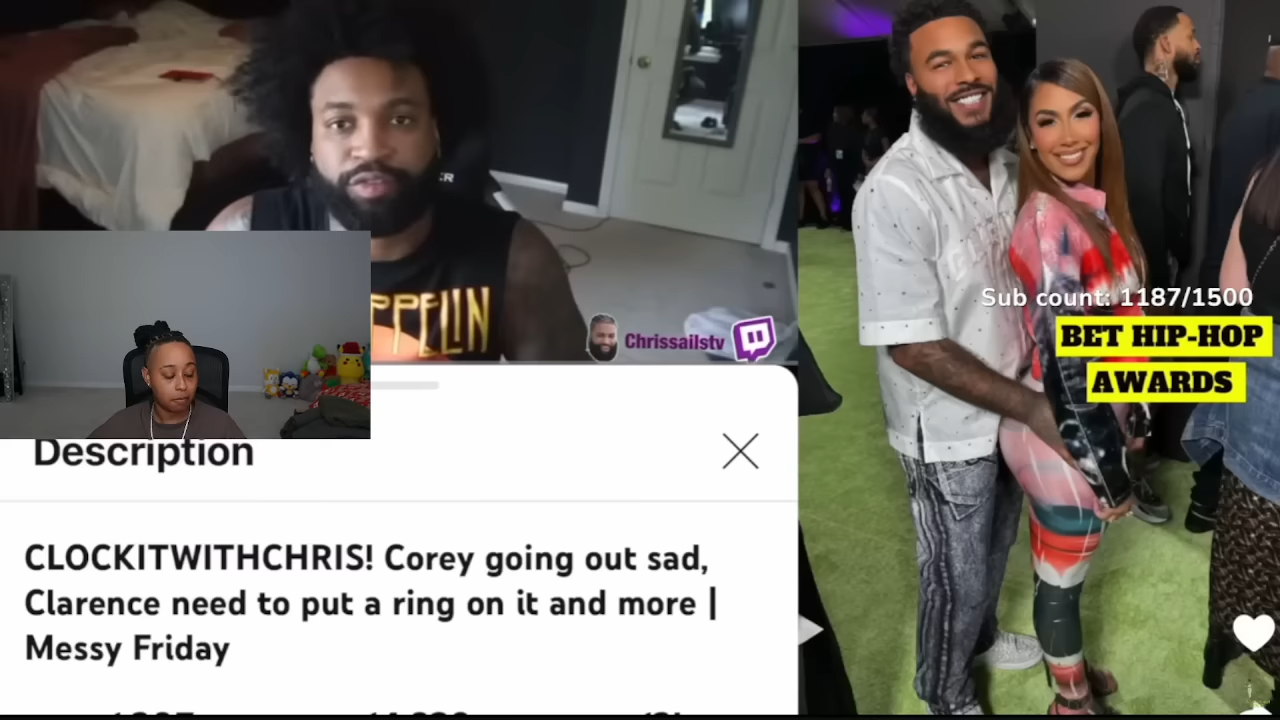 PPELIN
Chrissailstv
Sub count: 1187/1500
BET HIP-HOP
AWARDS
Description
CLOCKITWITHCHRIS! Corey going out sad,
Clarence need to put a ring on it and more |
Messy Friday